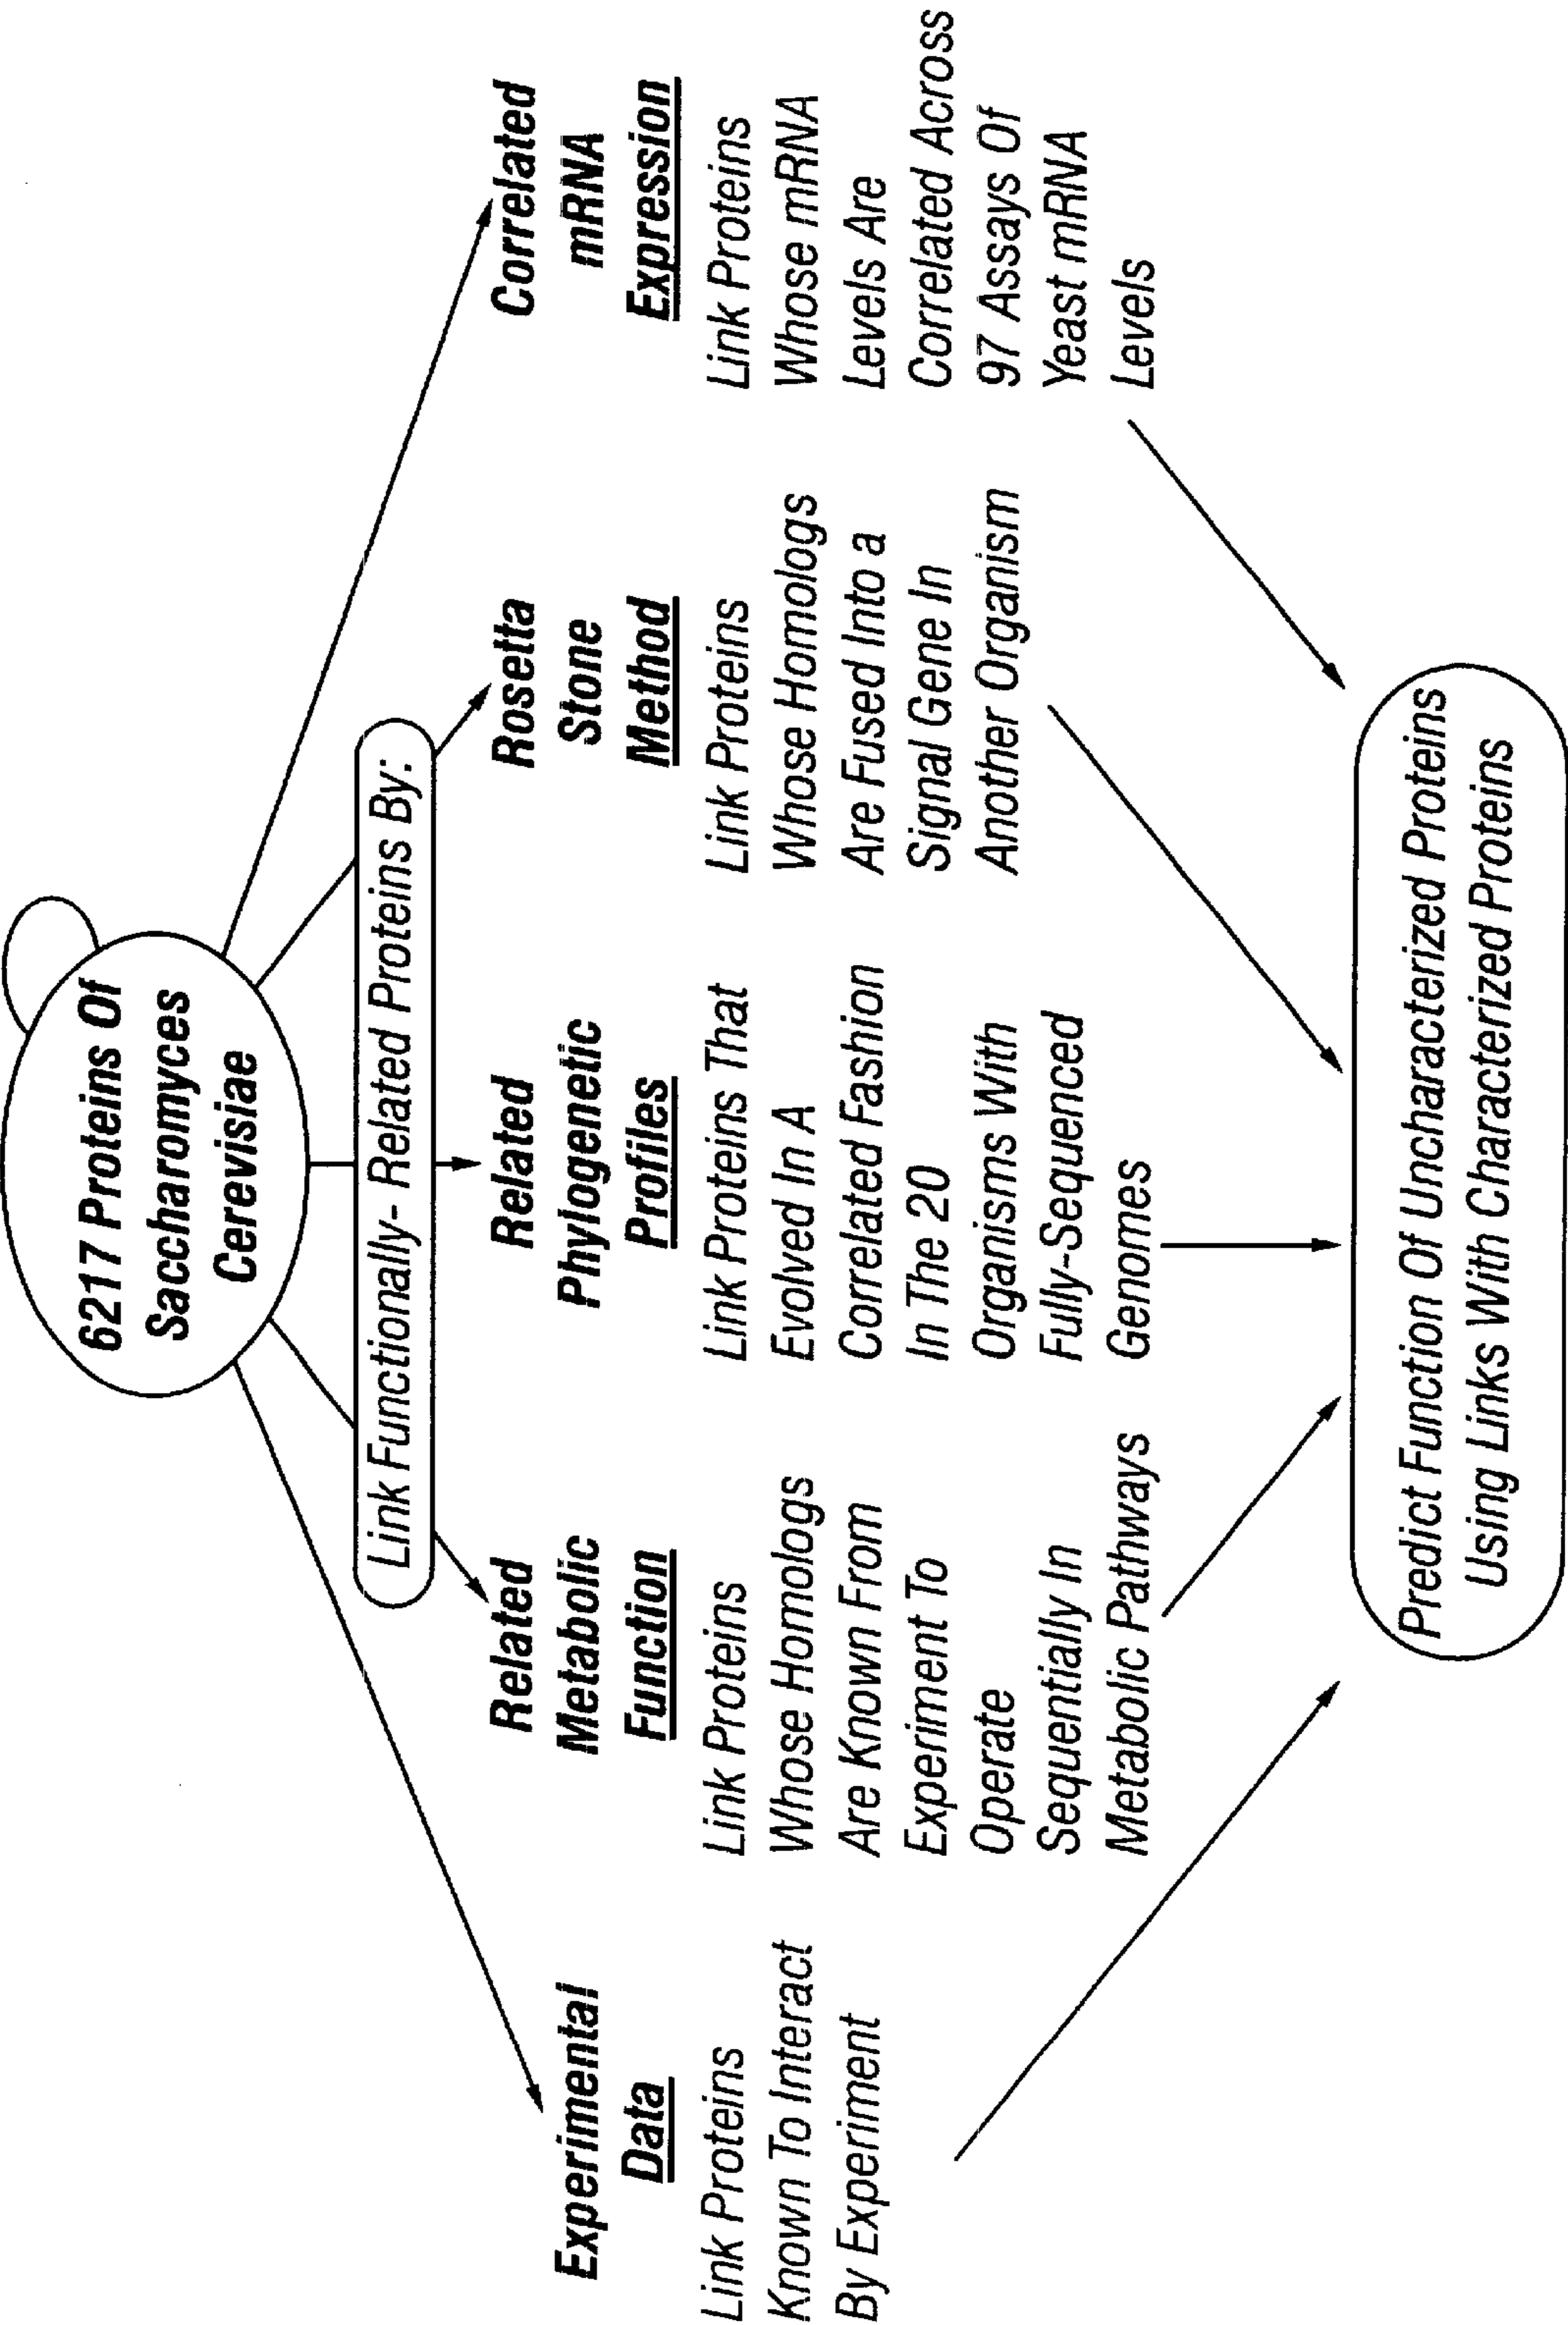 6217 Proteins Of
Saccharomyces
Cerevisiae
Link Functionally- Related Proteins By:
Experimental
Data
Link Proteins
Known To Interact
By Experiment
Related
Metabolic
Function
Link Proteins
Whose Homologs
Are Known From
Experiment To
Operate
Sequentially In
Metabolic Pathways
Related
Phylogenetic
Profiles
Link Proteins That
Evolved In A
Correlated Fashion
In The 20
Organisms With
Fully-Sequenced
Genomes
Rosetta
Stone
Method
Link Proteins
Whose Homologs
Are Fused Into a
Signal Gene In
Another Organism
Correlated
mRNA
Expression
Link Proteins
Whose mRNA
Levels Are
Correlated Across
97 Assays Of
Yeast mRNA
Levels
Predict Function Of Uncharacterized Proteins
Using Links With Characterized Proteins